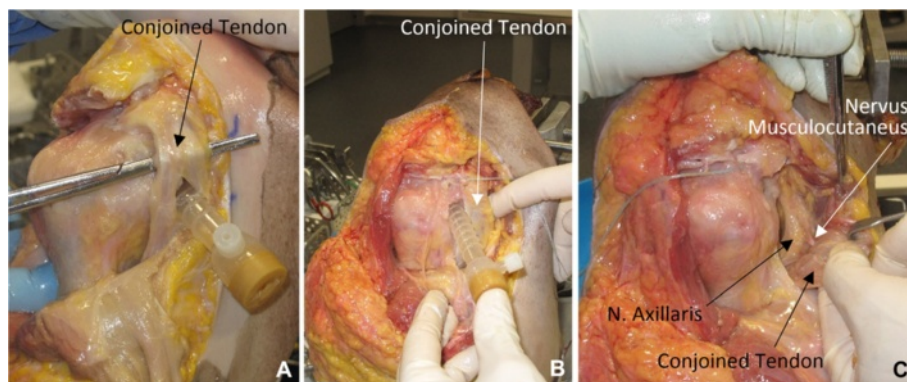 Conjoined Tendon
A
Conjoined Tendon
B
Nervus
Musculocutaneus
N. Axillaris
Conjoined Tendon
C